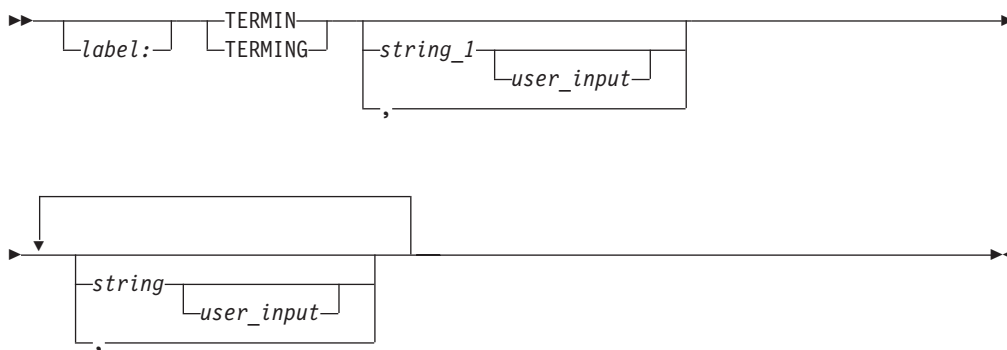 TERMIN
label: TERMING string_1
user_input
,
string
user_input
,